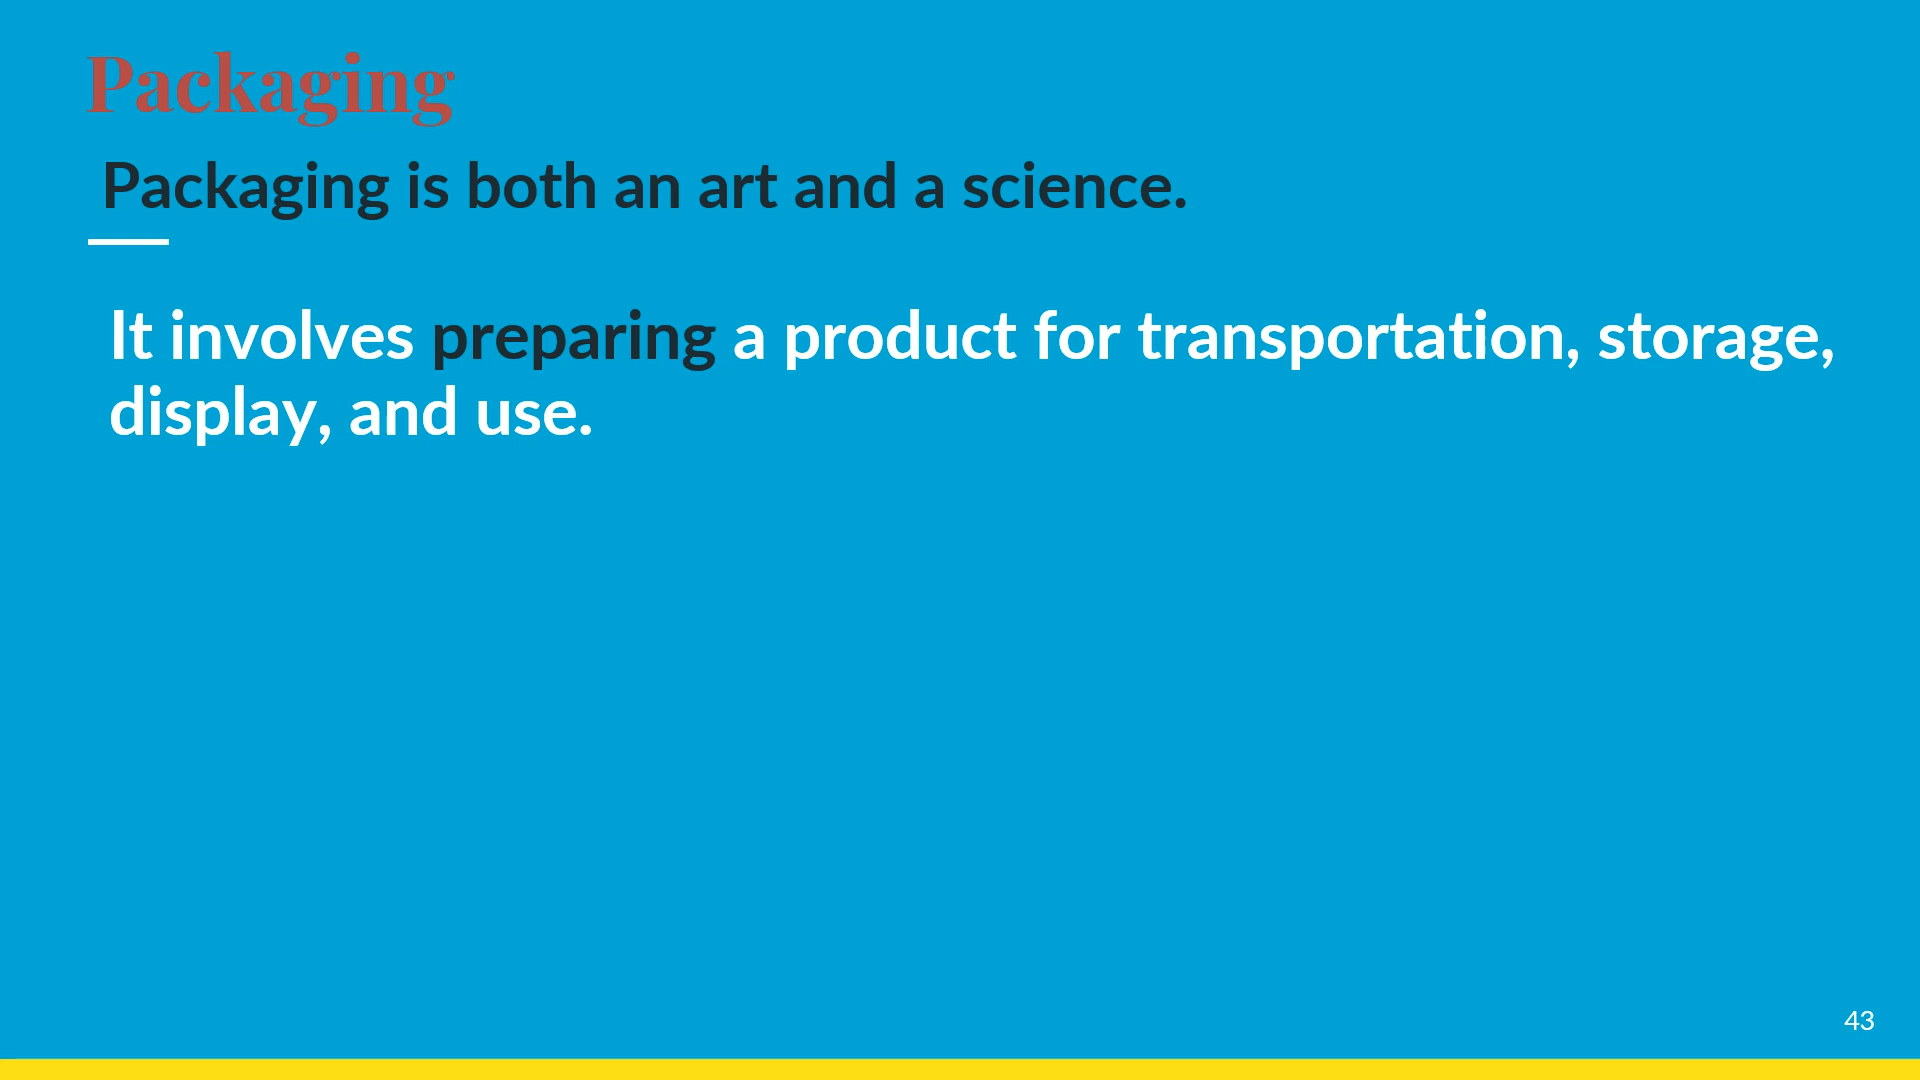 Packaging
Packaging is both an art and a science.
It involves preparing a product for transportation, storage,
display, and use.
43